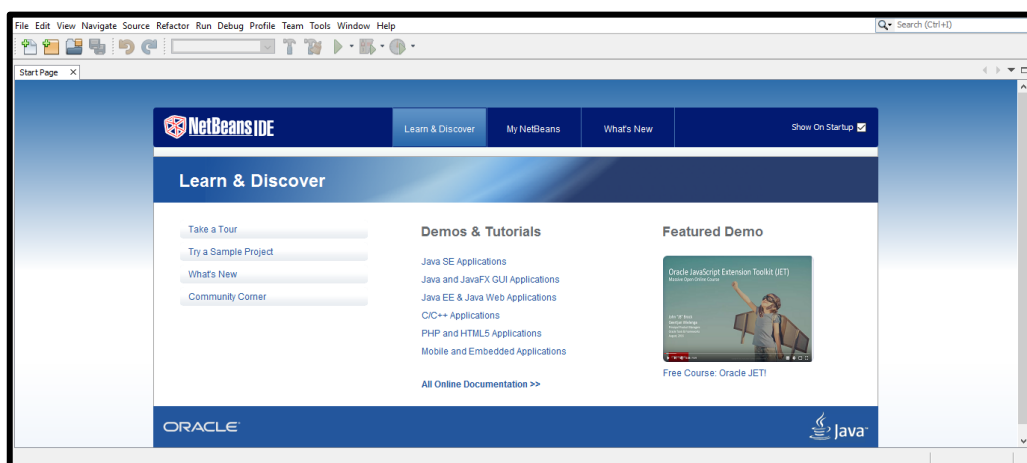 File Edit View Navigate Source Refactor Run Debug Profile Team Tools Window Help
Search (Ctrl+I)
Start Page X
NetBeans IDE
Learn & Discover
My NetBeans
What's New
Show On Startup
Learn & Discover
Take a Tour
Try a Sample Project
What's New
Community Corner
Demos & Tutorials
Java SE Applications
Java and JavaFX GUI Applications
Java EE & Java Web Applications
C/C++ Applications
PHP and HTML5 Applications
Mobile and Embedded Applications
All Online Documentation >>
Featured Demo
Oracle JavaScript Extension Toolkit (JET)
Massive Open Online Course
Free Course: Oracle JET!
ORACLE
Java